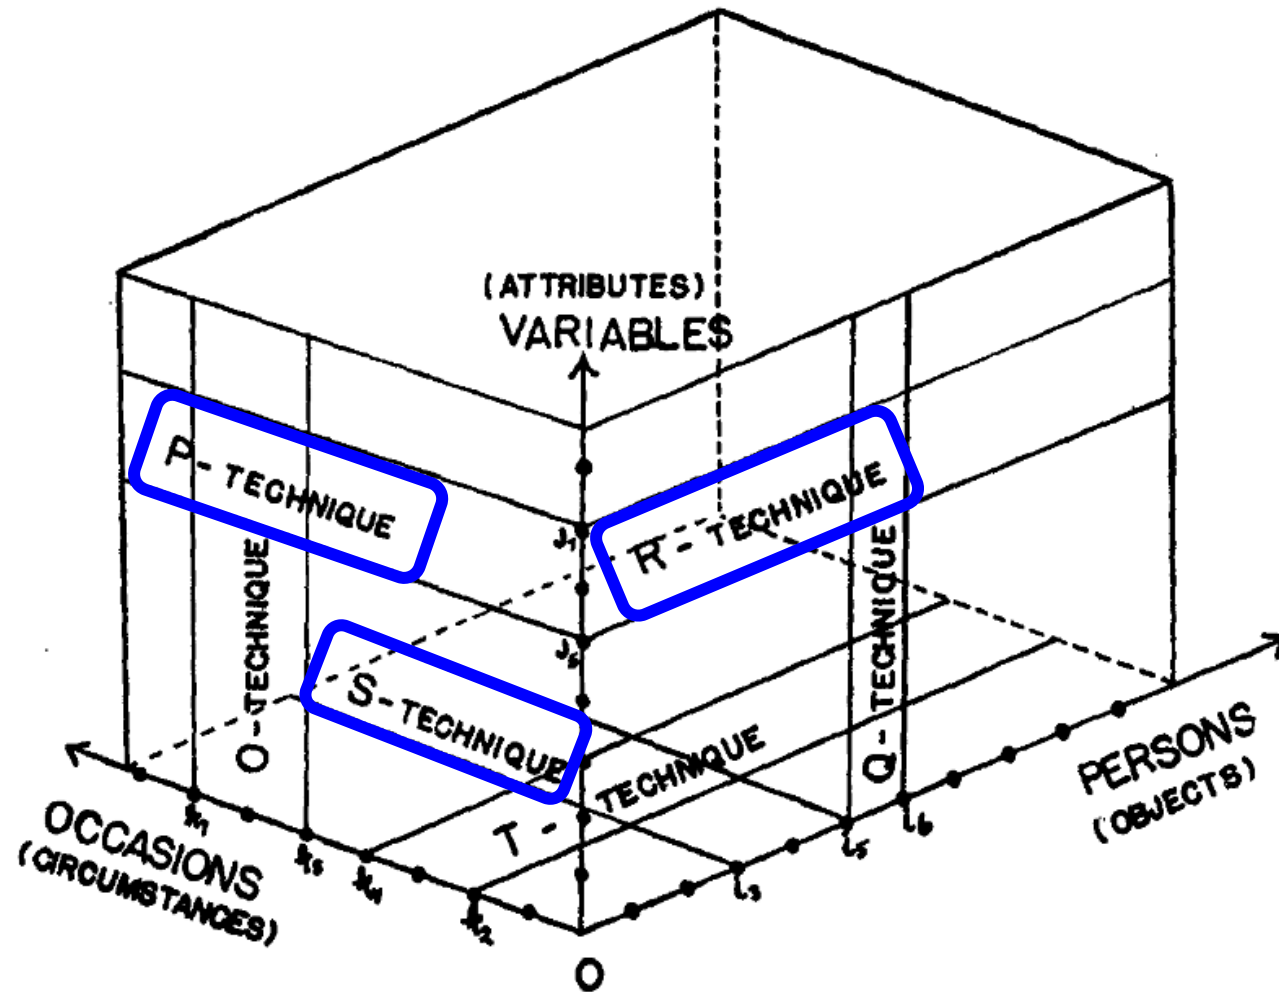 (ATTRIBUTES)
VARIABLES
P- TECHNIQUE
R- TECHNIQUE
O-TECHNIQUE
S-TECHNIQUE
T- TECHNIQUE
Q- TECHNIQUE
PERSONS
(OBJECTS)
OCCASIONS
(CIRCUMSTANCES)
O